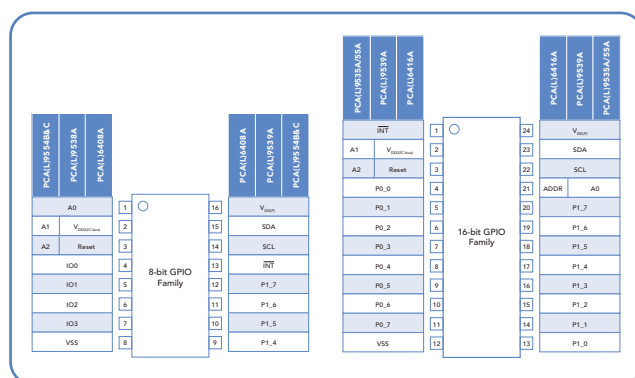 PCA(L)9554B&C
PCA(L)9538A
PCA(L)6408A
PCA(L)6408A
PCA(L)9539A
PCA(L)9554B&C
A0
1
16
VDD(P)
A1
VDD(I2C-bus)
2
15
SDA
A2
Reset
3
14
SCL
IO0
4
13
INT
IO1
5
12
P1_7
IO2
6
11
P1_6
IO3
7
10
P1_5
VSS
8
9
P1_4
8-bit GPIO
Family
PCA(L)9535A/55A
PCA(L)9539A
PCA(L)6416A
PCA(L)6416A
PCA(L)9539A
PCA(L)9535A/55A
INT
1
24
VDD(P)
A1
VDD(I2C-bus)
2
23
SDA
A2
Reset
3
22
SCL
P0_0
4
21
ADDR
A0
P0_1
5
20
P1_7
P0_2
6
19
P1_6
P0_3
7
18
P1_5
P0_4
8
17
P1_4
P0_5
9
16
P1_3
P0_6
10
15
P1_2
P0_7
11
14
P1_1
VSS
12
13
P1_0
16-bit GPIO
Family